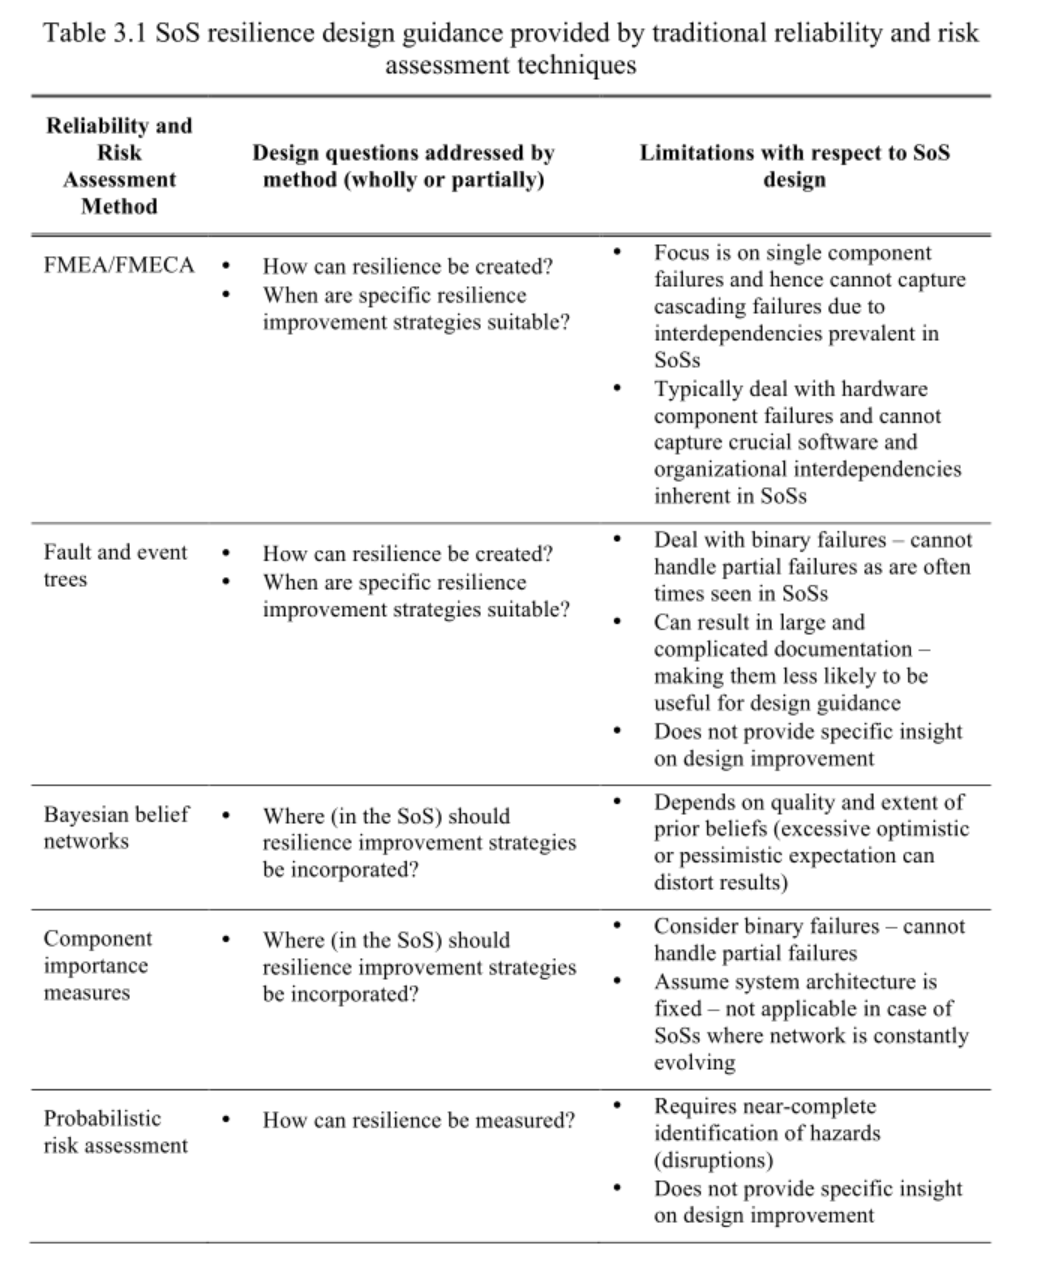 Table 3.1 SoS resilience design guidance provided by traditional reliability and risk
assessment techniques
Reliability and
Risk
Assessment
Method
Design questions addressed by
method (wholly or partially)
Limitations with respect to SoS
design
FMEA/FMECA
• How can resilience be created?
• When are specific resilience
improvement strategies suitable?
• Focus is on single component
failures and hence cannot capture
cascading failures due to
interdependencies prevalent in
SoSs
• Typically deal with hardware
component failures and cannot
capture crucial software and
organizational interdependencies
inherent in SoSs
Fault and event
trees
• How can resilience be created?
• When are specific resilience
improvement strategies suitable?
• Deal with binary failures – cannot
handle partial failures as are often
times seen in SoSs
• Can result in large and
complicated documentation –
making them less likely to be
useful for design guidance
• Does not provide specific insight
on design improvement
Bayesian belief
networks
• Where (in the SoS) should
resilience improvement strategies
be incorporated?
• Depends on quality and extent of
prior beliefs (excessive optimistic
or pessimistic expectation can
distort results)
Component
importance
measures
• Where (in the SoS) should
resilience improvement strategies
be incorporated?
• Consider binary failures – cannot
handle partial failures
• Assume system architecture is
fixed – not applicable in case of
SoSs where network is constantly
evolving
Probabilistic
risk assessment
• How can resilience be measured?
• Requires near-complete
identification of hazards
(disruptions)
• Does not provide specific insight
on design improvement